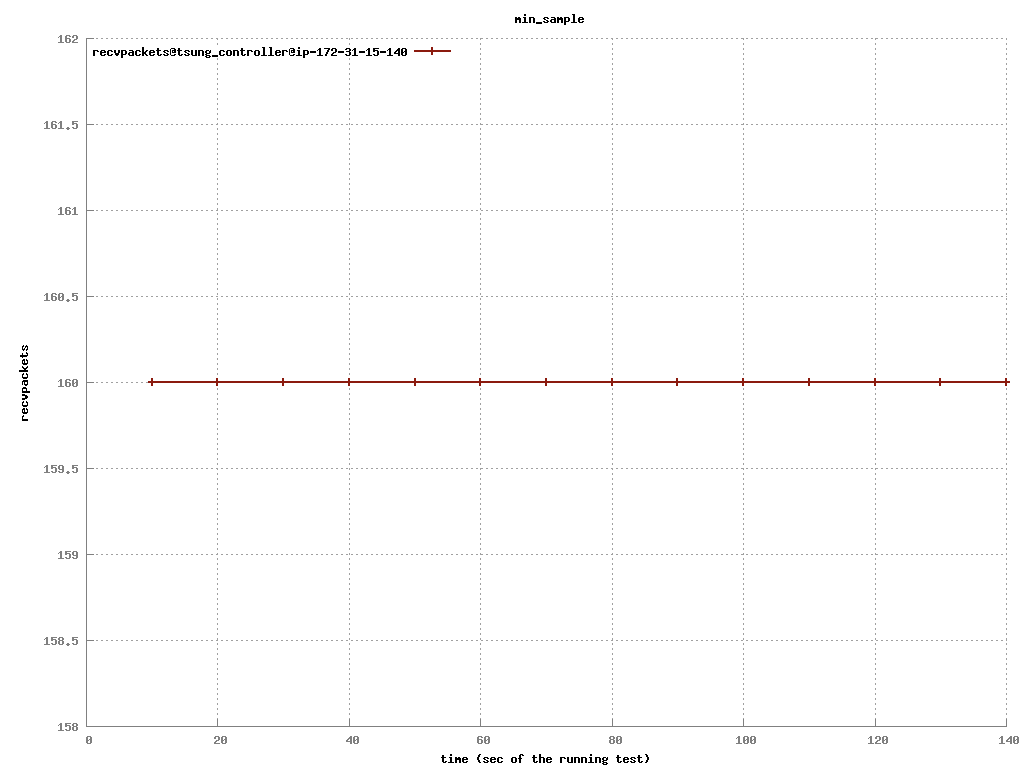 min_sample
162
recvpackets@tsung_controller@ip-172-31-15-140
161.5
161
160.5
160
159.5
159
158.5
158
recvpackets
0 20 40 60 80 100 120 140
time (sec of the running test)